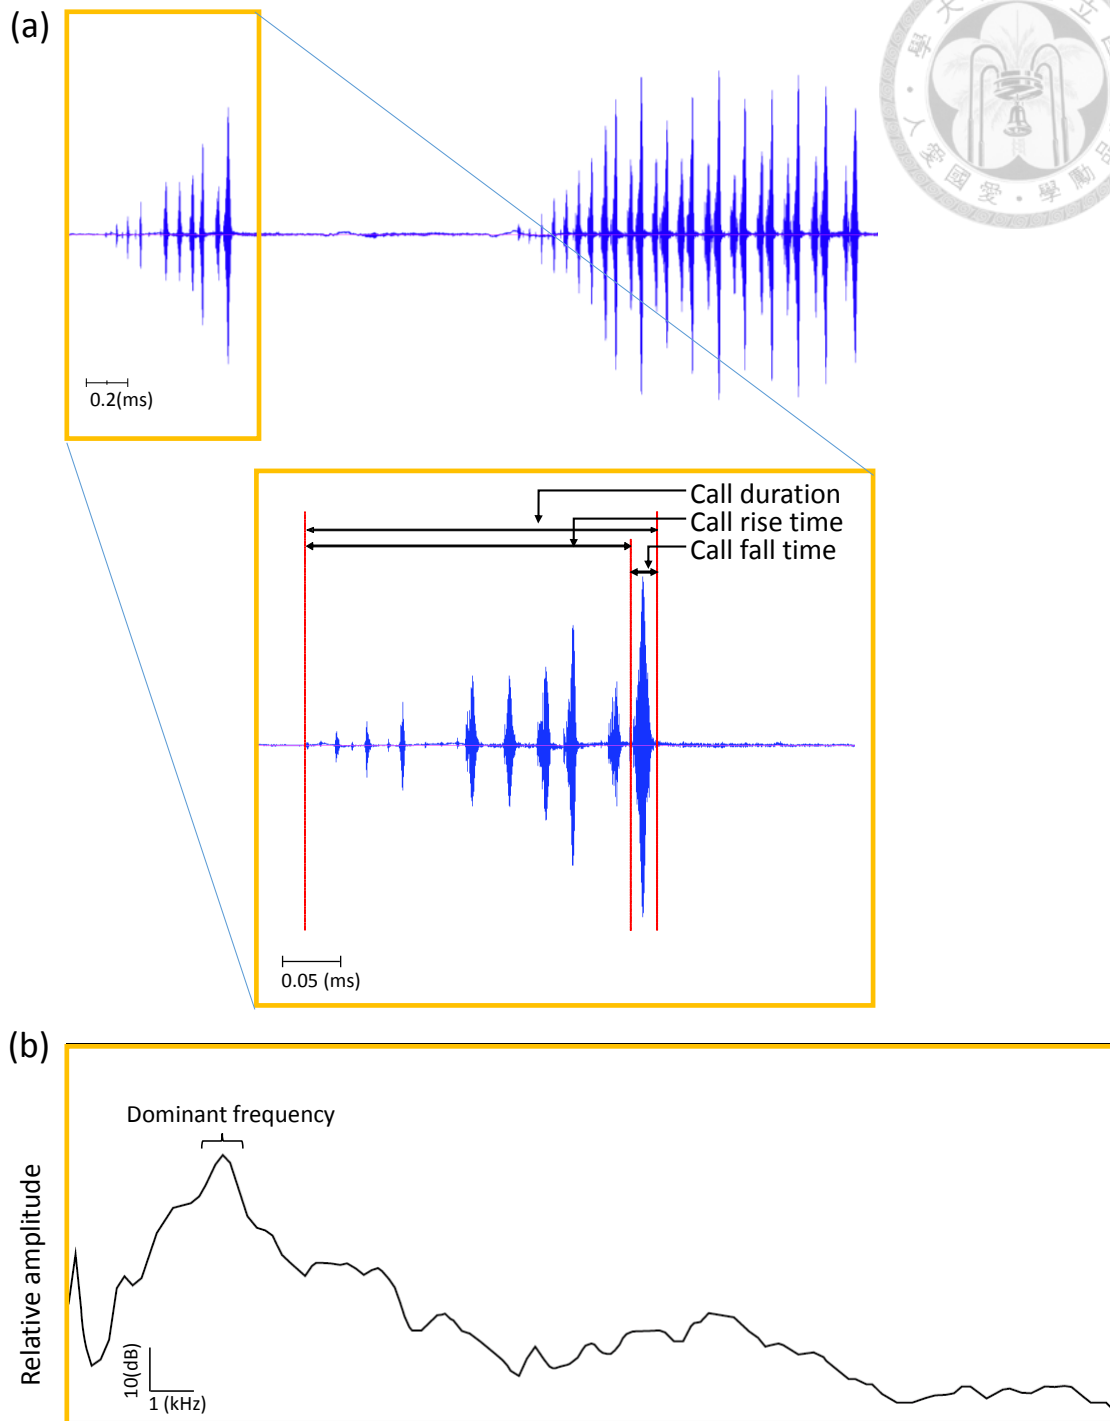 (a)
0.2(ms)
Call duration
Call rise time
Call fall time
0.05 (ms)
(b)
Dominant frequency
Relative amplitude
10(dB)
1 (kHz)